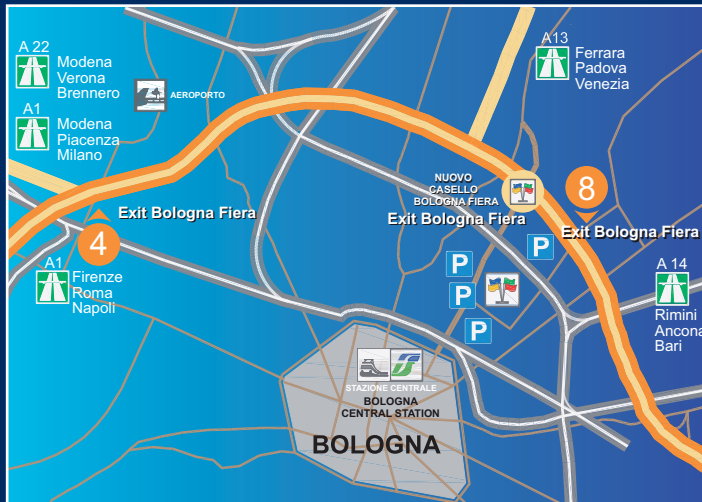 A 22
Modena
Verona
Brennero
A1
Modena
Piacenza
Milano
AEROPORTO
A13
Ferrara
Padova
Venezia
NUOVO
CASELLO
BOLOGNA FIERA
Exit Bologna Fiera
8
Exit Bologna Fiera
Exit Bologna Fiera
4
A1
Firenze
Roma
Napoli
P
P
P
P
A 14
Rimini
Ancona
Bari
STAZIONE CENTRALE
BOLOGNA
CENTRAL STATION
BOLOGNA